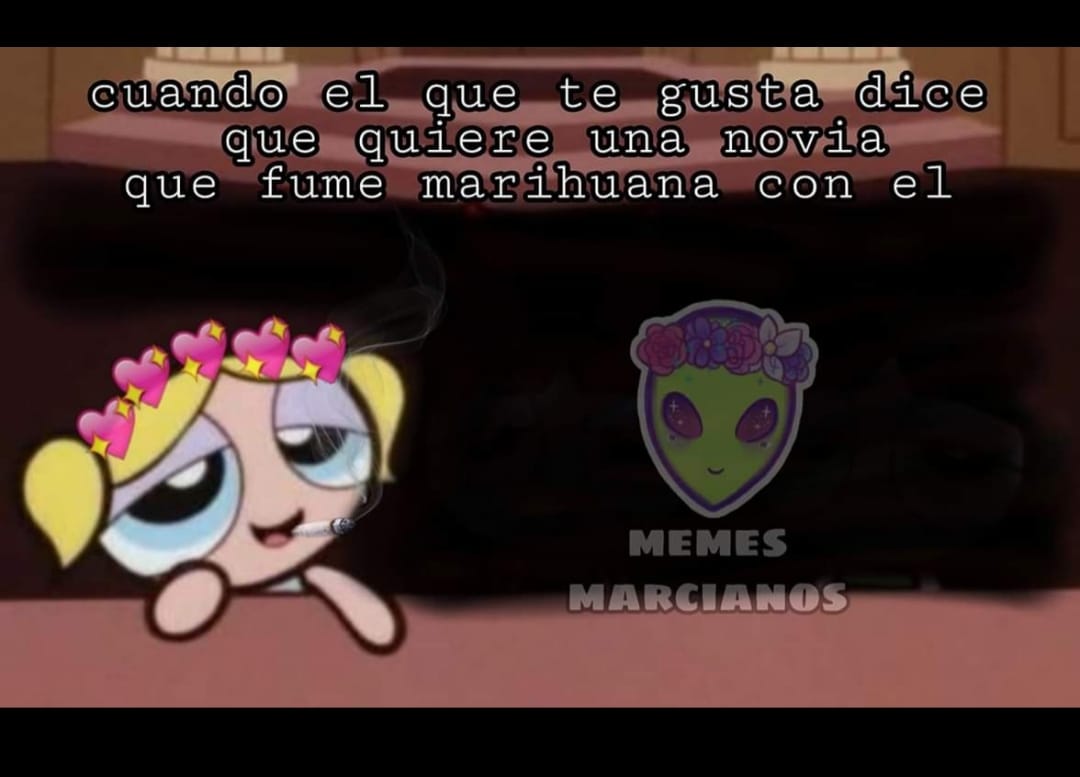 cuando el que te gusta dice
que quiere una novia
que fume marihuana con el
MEMES
MARCIANOS